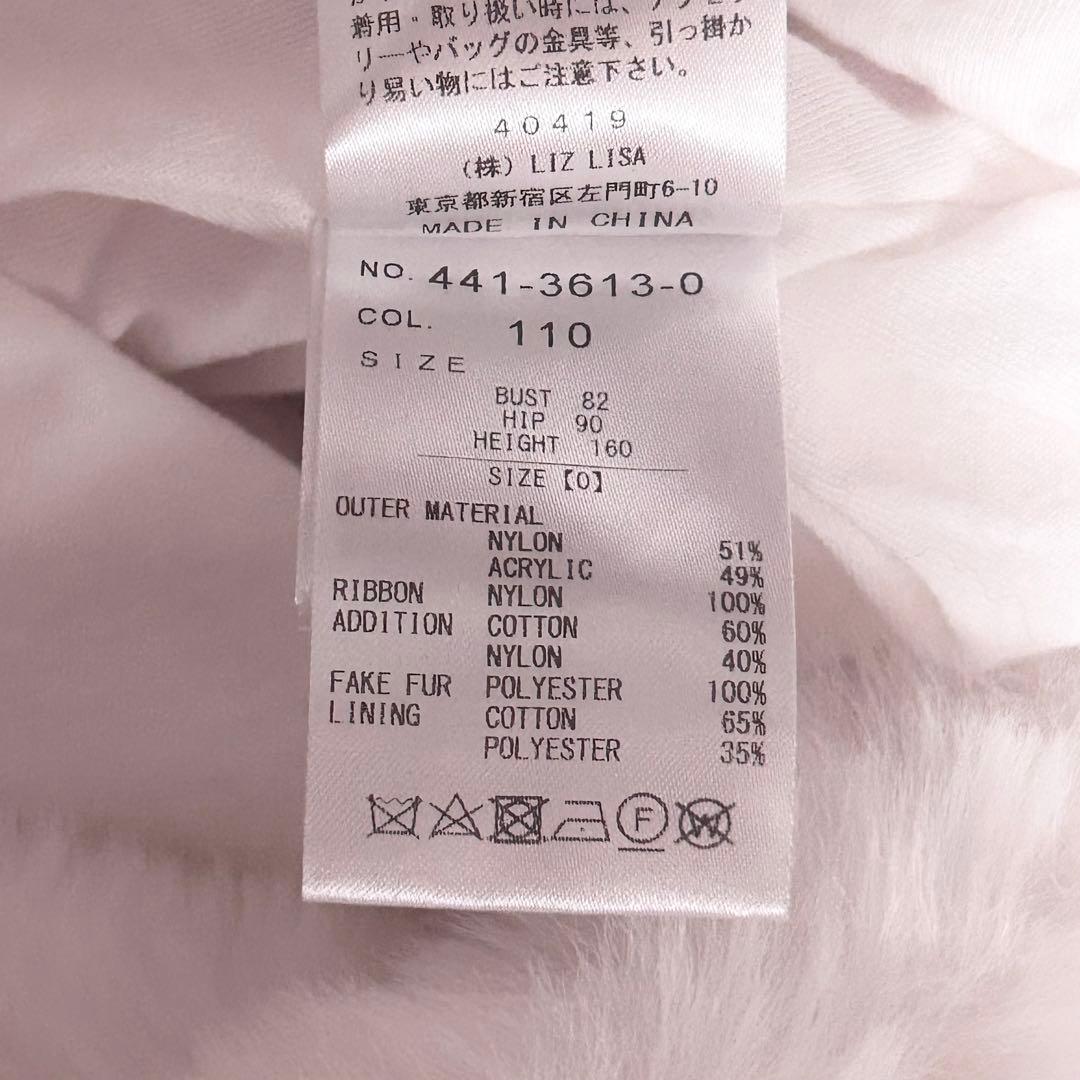 着用・取り扱い時には、アクセサ
リーやバッグの金具等、引っ掛か
り易い物にはご注意下さい。
40419
(株) LIZ LISA
東京都新宿区左門町6-10
MADE IN CHINA
NO. 441-3613-0
COL. 110
SIZE
BUST 82
HIP 90
HEIGHT 160
SIZE【0】
OUTER MATERIAL
NYLON 51%
ACRYLIC 49%
RIBBON NYLON 100%
ADDITION COTTON 60%
NYLON 40%
FAKE FUR POLYESTER 100%
LINING COTTON 65%
POLYESTER 35%
F W